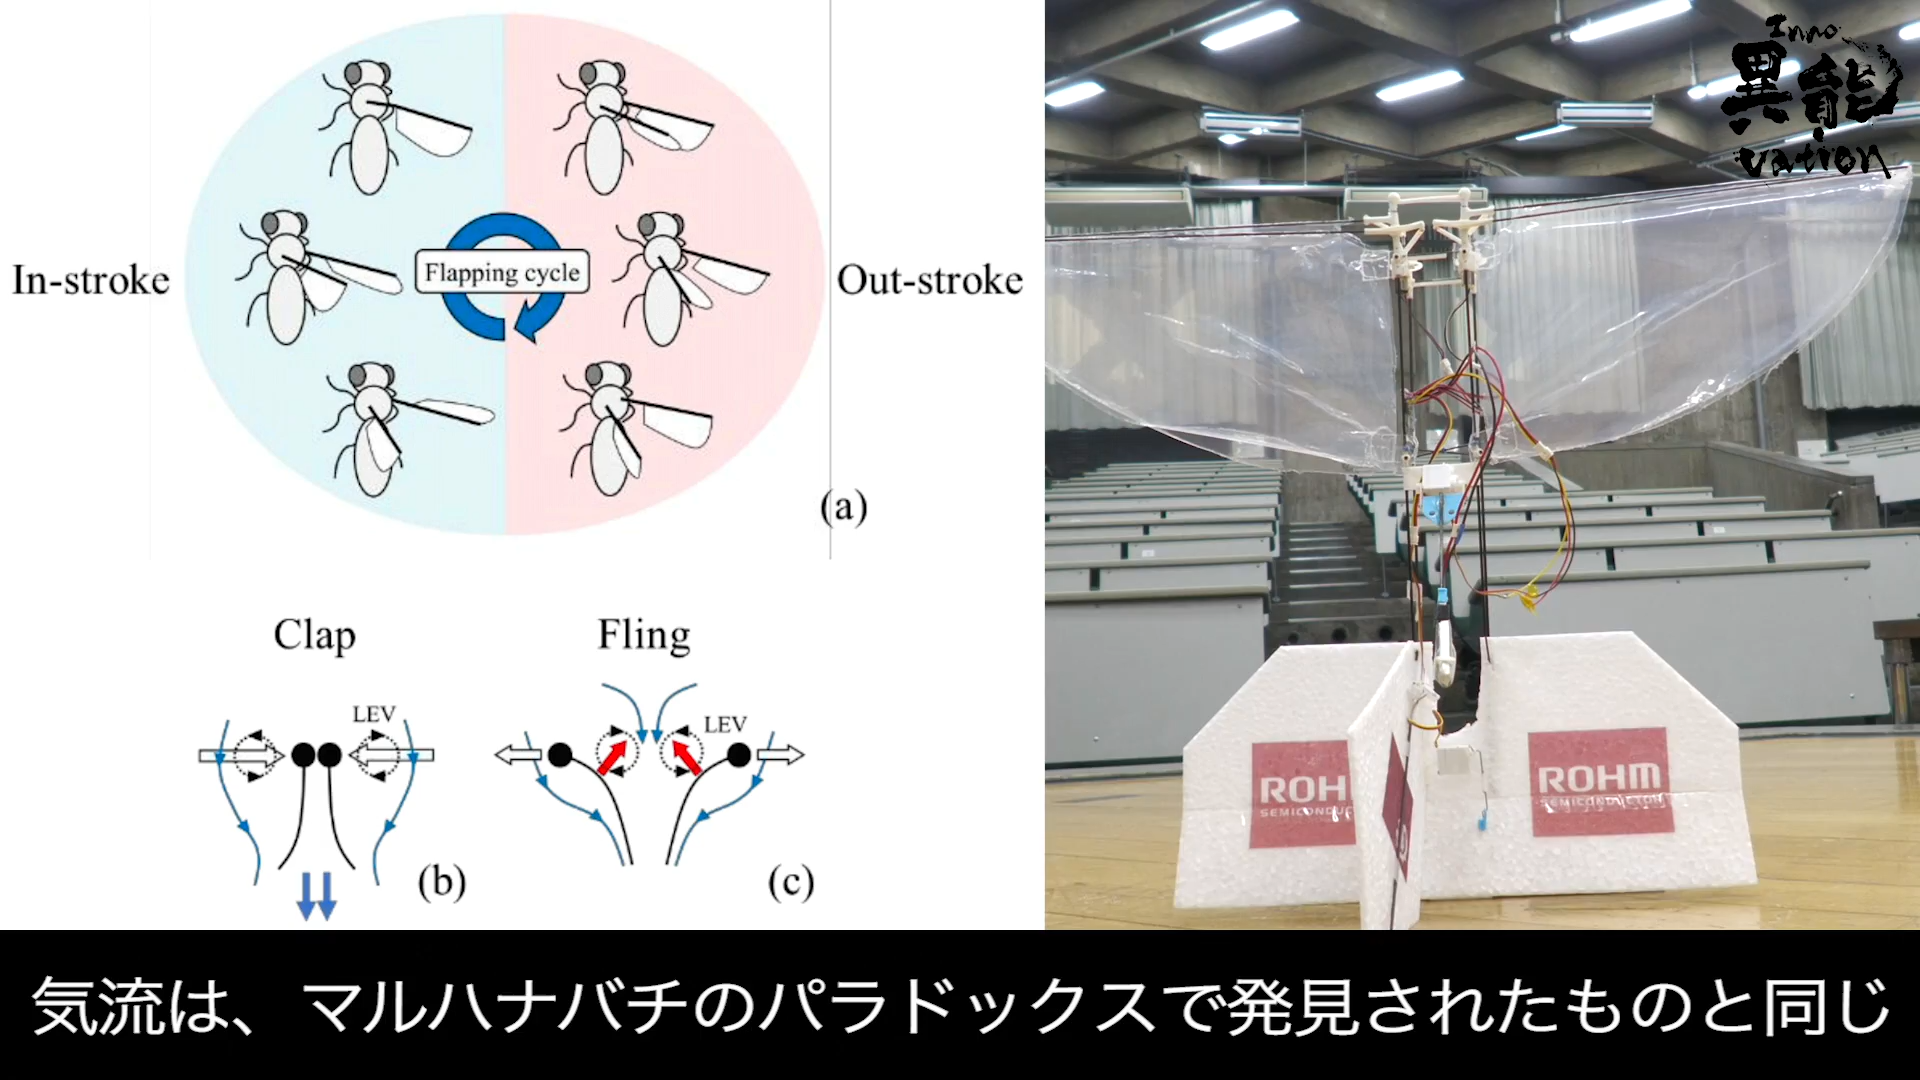 In-stroke
Flapping cycle
Out-stroke
(a)
Clap
Fling
LEV
LEV
(b)
(c)
Inno
異能
vation
ROH
SEMICONDUC
ROHM
SEMICONDUCTOR
気流は、マルハナバチのパラドックスで発見されたものと同じ